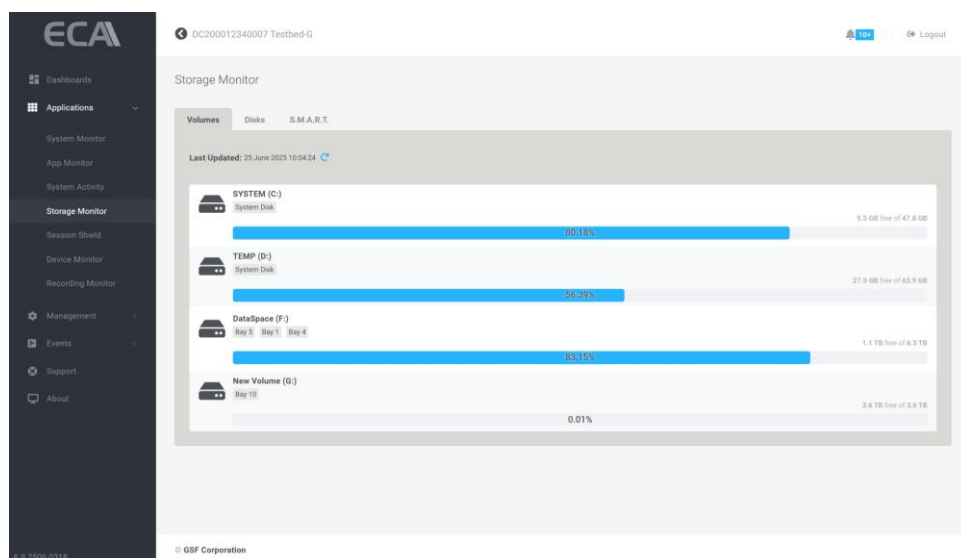 ECA
DC200012340007 Testbed-G
10+
Logout
Dashboards
Applications
System Monitor
App Monitor
System Activity
Storage Monitor
Session Shield
Device Monitor
Recording Monitor
Management
Events
Support
About
6.9.2506.0318
Storage Monitor
Volumes Disks S.M.A.R.T.
Last Updated: 25 June 2025 10:04:24
SYSTEM (C:)
System Disk
9.5 GB free of 47.8 GB
80.18%
TEMP (D:)
System Disk
27.9 GB free of 63.9 GB
56.39%
DataSpace (F:)
Bay 5 Bay 1 Bay 4
1.1 TB free of 6.5 TB
83.15%
New Volume (G:)
Bay 10
3.6 TB free of 3.6 TB
0.01%
© GSF Corporation